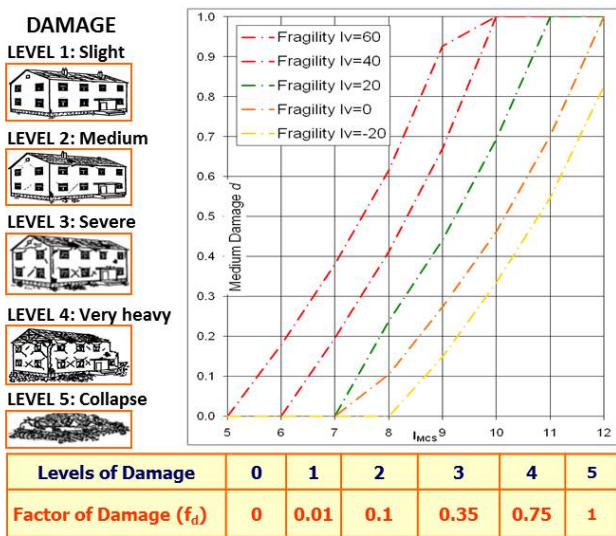 DAMAGE
LEVEL 1: Slight
LEVEL 2: Medium
LEVEL 3: Severe
LEVEL 4: Very heavy
LEVEL 5: Collapse
Medium Damage d
1.0
0.9
0.8
0.7
0.6
0.5
0.4
0.3
0.2
0.1
0.0
Fragility Iv=60
Fragility Iv=40
Fragility Iv=20
Fragility Iv=0
Fragility Iv=-20
5 6 7 8 I MCS 9 10 11 12
Levels of Damage 0 1 2 3 4 5
Factor of Damage (fd) 0 0.01 0.1 0.35 0.75 1